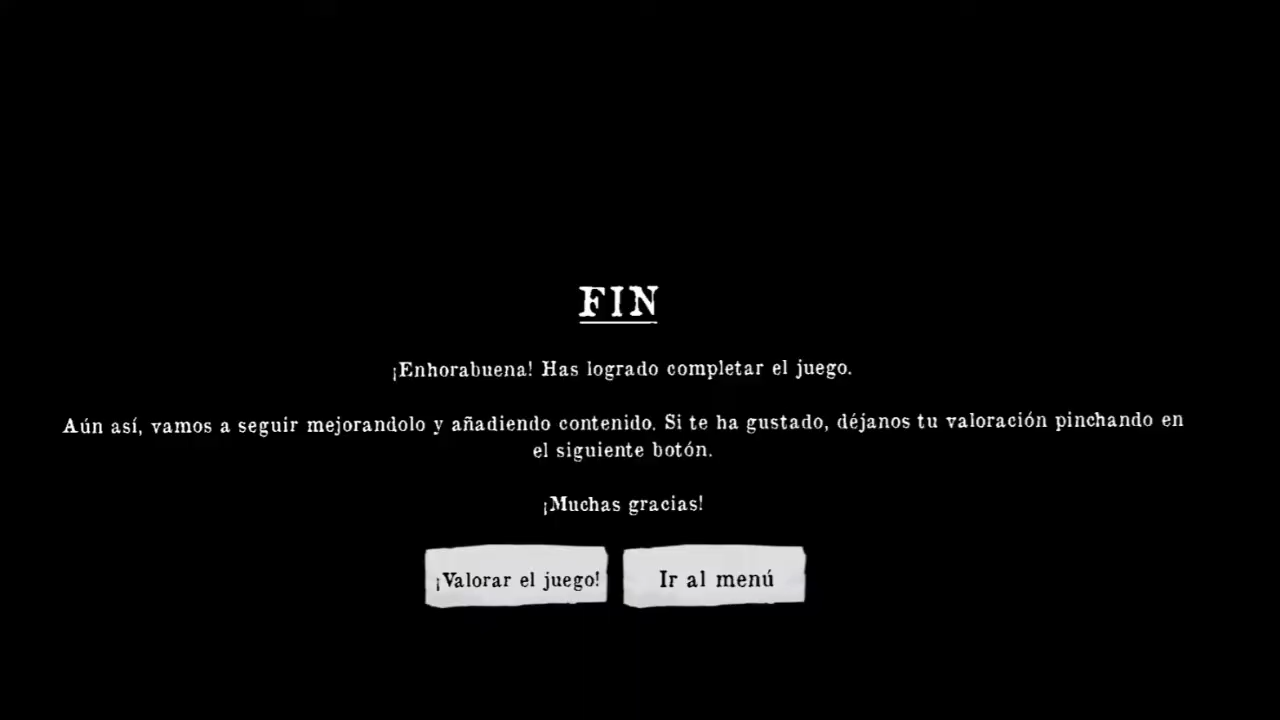 FIN
¡Enhorabuena! Has logrado completar el juego.
Aún así, vamos a seguir mejorandolo y añadiendo contenido. Si te ha gustado, déjanos tu valoración pinchando en
el siguiente botón.
¡Muchas gracias!
¡Valorar el juego!
Ir al menú